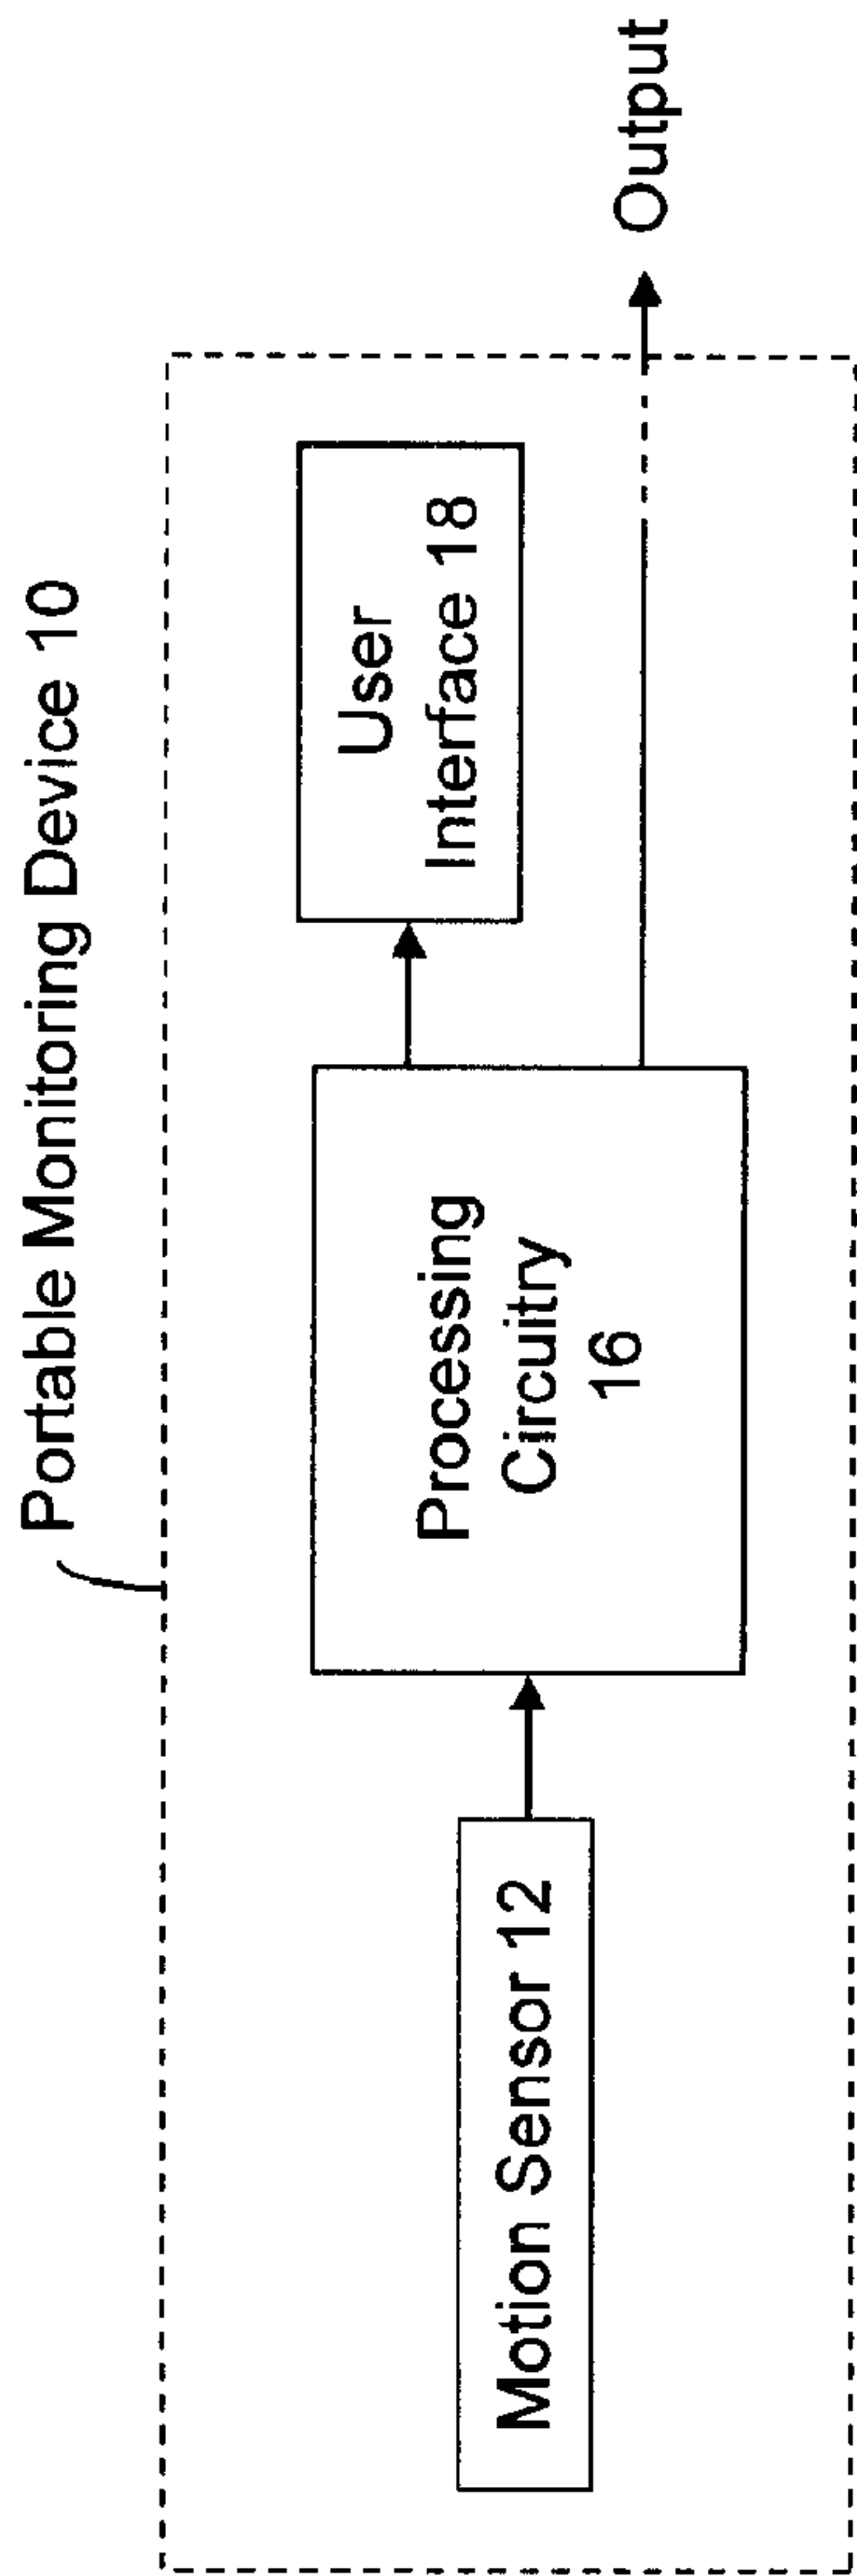 Portable Monitoring Device 10
Motion Sensor 12
Processing
Circuitry
16
User
Interface 18
Output